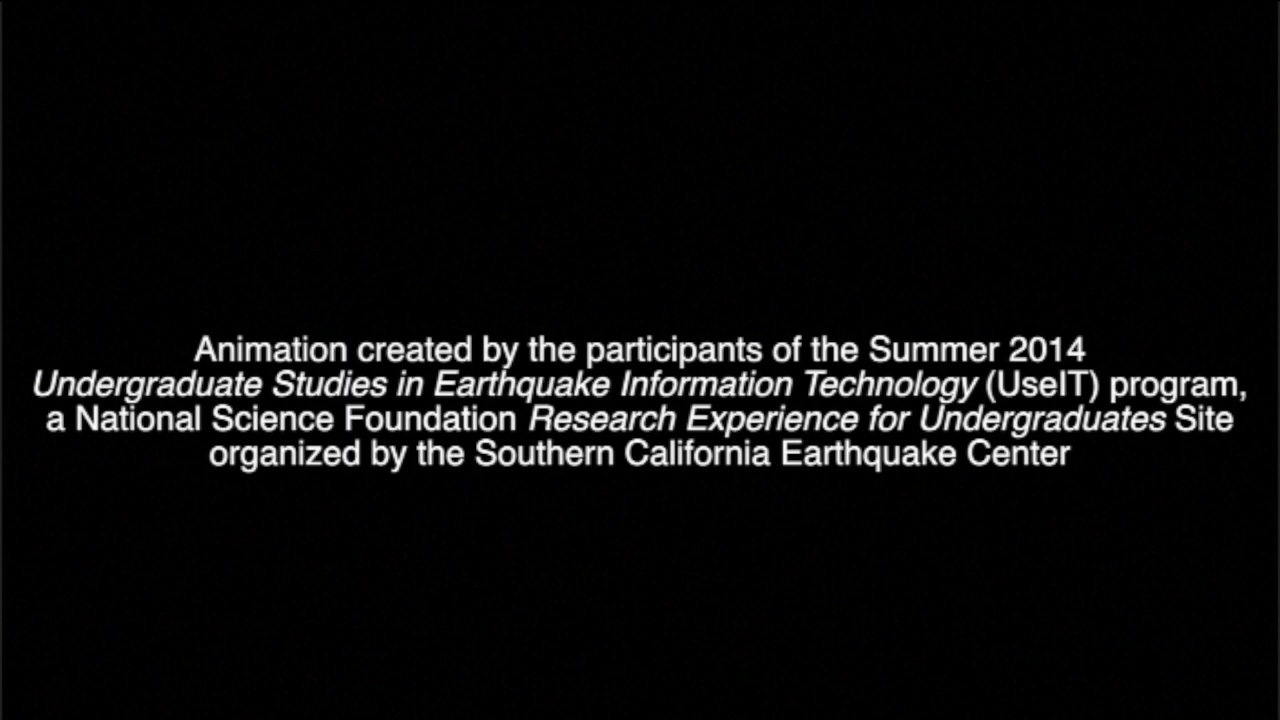 Animation created by the participants of the Summer 2014
Undergraduate Studies in Earthquake Information Technology (UseIT) program,
a National Science Foundation Research Experience for Undergraduates Site
organized by the Southern California Earthquake Center